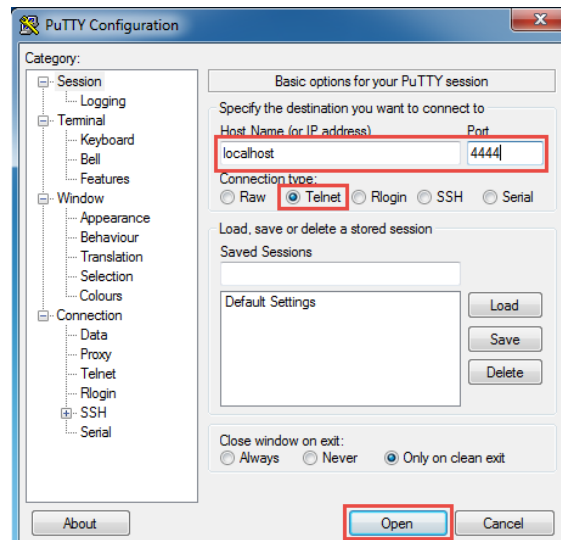 PuTTY Configuration
Category:
Session
Logging
Terminal
Keyboard
Bell
Features
Window
Appearance
Behaviour
Translation
Selection
Colours
Connection
Data
Proxy
Telnet
Rlogin
SSH
Serial
Basic options for your PuTTY session
Specify the destination you want to connect to
Host Name (or IP address) Port
localhost 4444
Connection type:
Raw Telnet Rlogin SSH Serial
Load, save or delete a stored session
Saved Sessions
Default Settings
Load
Save
Delete
Close window on exit:
Always Never Only on clean exit
About Open Cancel